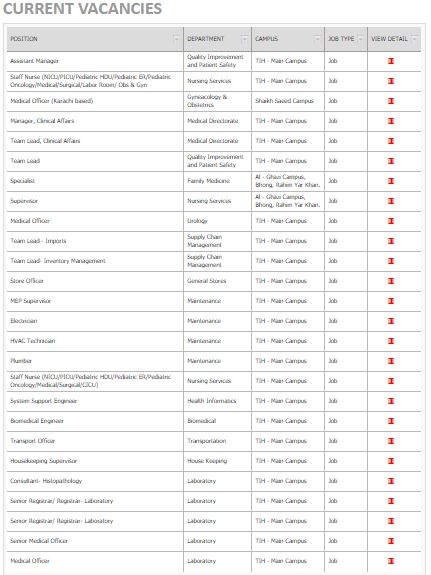 CURRENT VACANCIES
POSITION DEPARTMENT CAMPUS JOB TYPE VIEW DETAIL
Assistant Manager Quality Improvement and Patient Safety TIH - Main Campus Job
Staff Nurse (NICU/PICU/Pediatric HDU/Pediatric ER/Pediatric Oncology/Medical/Surgical/Labor Room/ Obs & Gyn Nursing Services TIH - Main Campus Job
Medical Officer (Karachi based) Gyneacology & Obstetrics Shaikh Saeed Campus Job
Manager, Clinical Affairs Medical Directorate TIH - Main Campus Job
Team Lead, Clinical Affairs Medical Directorate TIH - Main Campus Job
Team Lead Quality Improvement and Patient Safety TIH - Main Campus Job
Specialist Family Medicine Al - Ghazi Campus, Bhong, Rahim Yar Khan. Job
Supervisor Nursing Services Al - Ghazi Campus, Bhong, Rahim Yar Khan. Job
Medical Officer Urology TIH - Main Campus Job
Team Lead - Imports Supply Chain Management TIH - Main Campus Job
Team Lead- Inventory Management Supply Chain Management TIH - Main Campus Job
Store Officer General Stores TIH - Main Campus Job
MEP Supervisor Maintenance TIH - Main Campus Job
Electrician Maintenance TIH - Main Campus Job
HVAC Technician Maintenance TIH - Main Campus Job
Plumber Maintenance TIH - Main Campus Job
Staff Nurse (NICU/PICU/Pediatric HDU/Pediatric ER/Pediatric Oncology/Medical/Surgical/CICU) Nursing Services TIH - Main Campus Job
System Support Engineer Health Informatics TIH - Main Campus Job
Biomedical Engineer Biomedical TIH - Main Campus Job
Transport Officer Transportation TIH - Main Campus Job
Housekeeping Supervisor House Keeping TIH - Main Campus Job
Consultant- Histopathology Laboratory TIH - Main Campus Job
Senior Registrar/ Registrar- Laboratory Laboratory TIH - Main Campus Job
Senior Registrar/ Registrar- Laboratory Laboratory TIH - Main Campus Job
Senior Medical Officer Laboratory TIH - Main Campus Job
Medical Officer Laboratory TIH - Main Campus Job